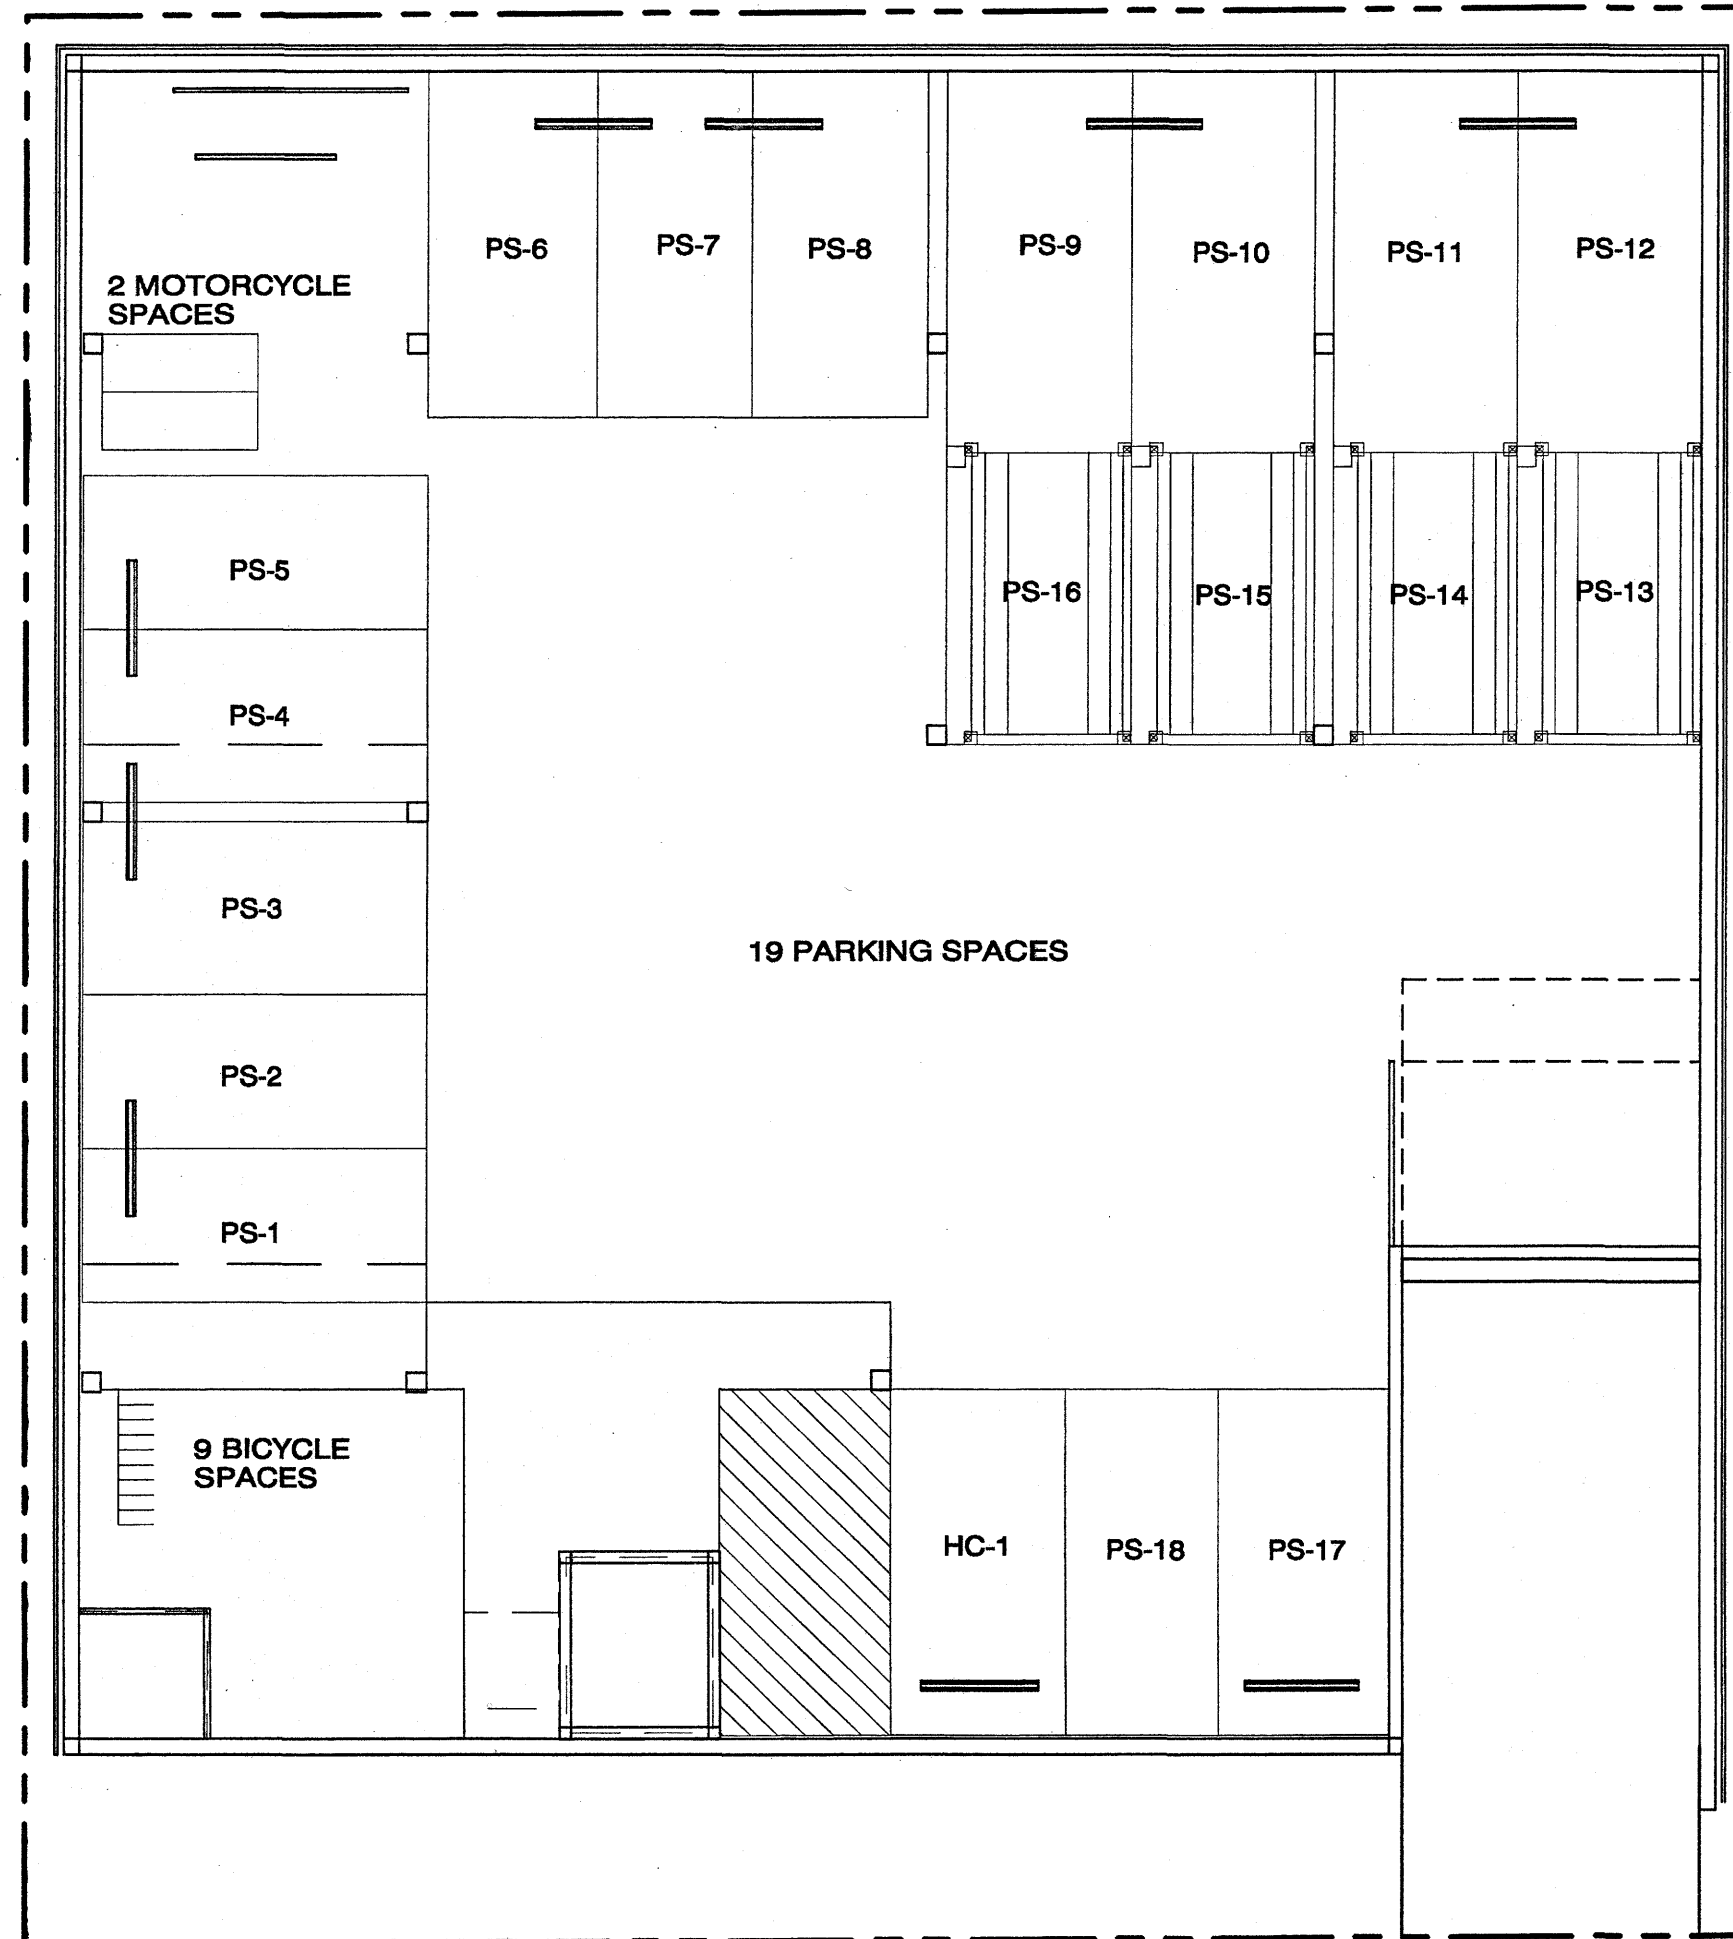 PS-6
PS-7
PS-8
PS-9
PS-10
PS-11
PS-12
2 MOTORCYCLE
SPACES
PS-5
PS-16
PS-15
PS-14
PS-13
PS-4
PS-3
19 PARKING SPACES
PS-2
PS-1
9 BICYCLE
SPACES
HC-1
PS-18
PS-17